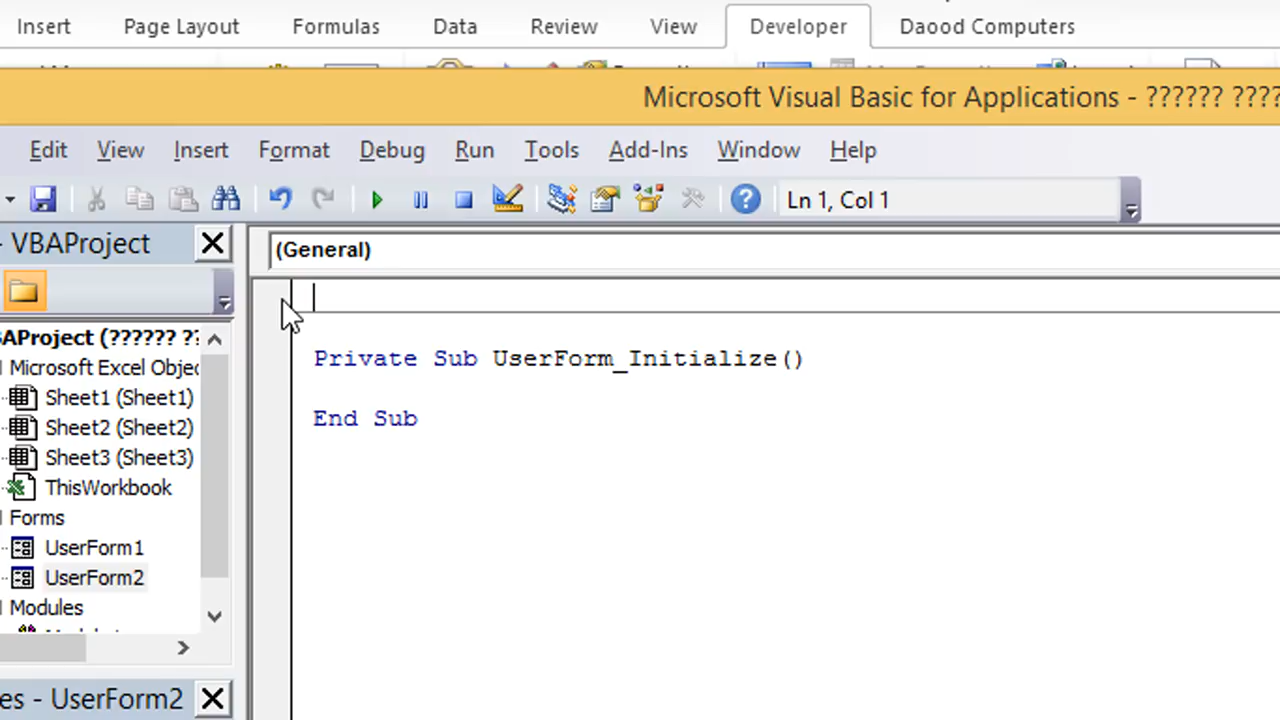 Insert Page Layout Formulas Data Review View Developer Daood Computers
Microsoft Visual Basic for Applications - ?????? ????
Edit View Insert Format Debug Run Tools Add-Ins Window Help
Ln 1, Col 1
- VBAProject
(General)
AProject (?????? ??
Microsoft Excel Objec
Sheet1 (Sheet1)
Sheet2 (Sheet2)
Sheet3 (Sheet3)
ThisWorkbook
Forms
UserForm1
UserForm2
Modules
Private Sub UserForm_Initialize()
End Sub
es - UserForm2